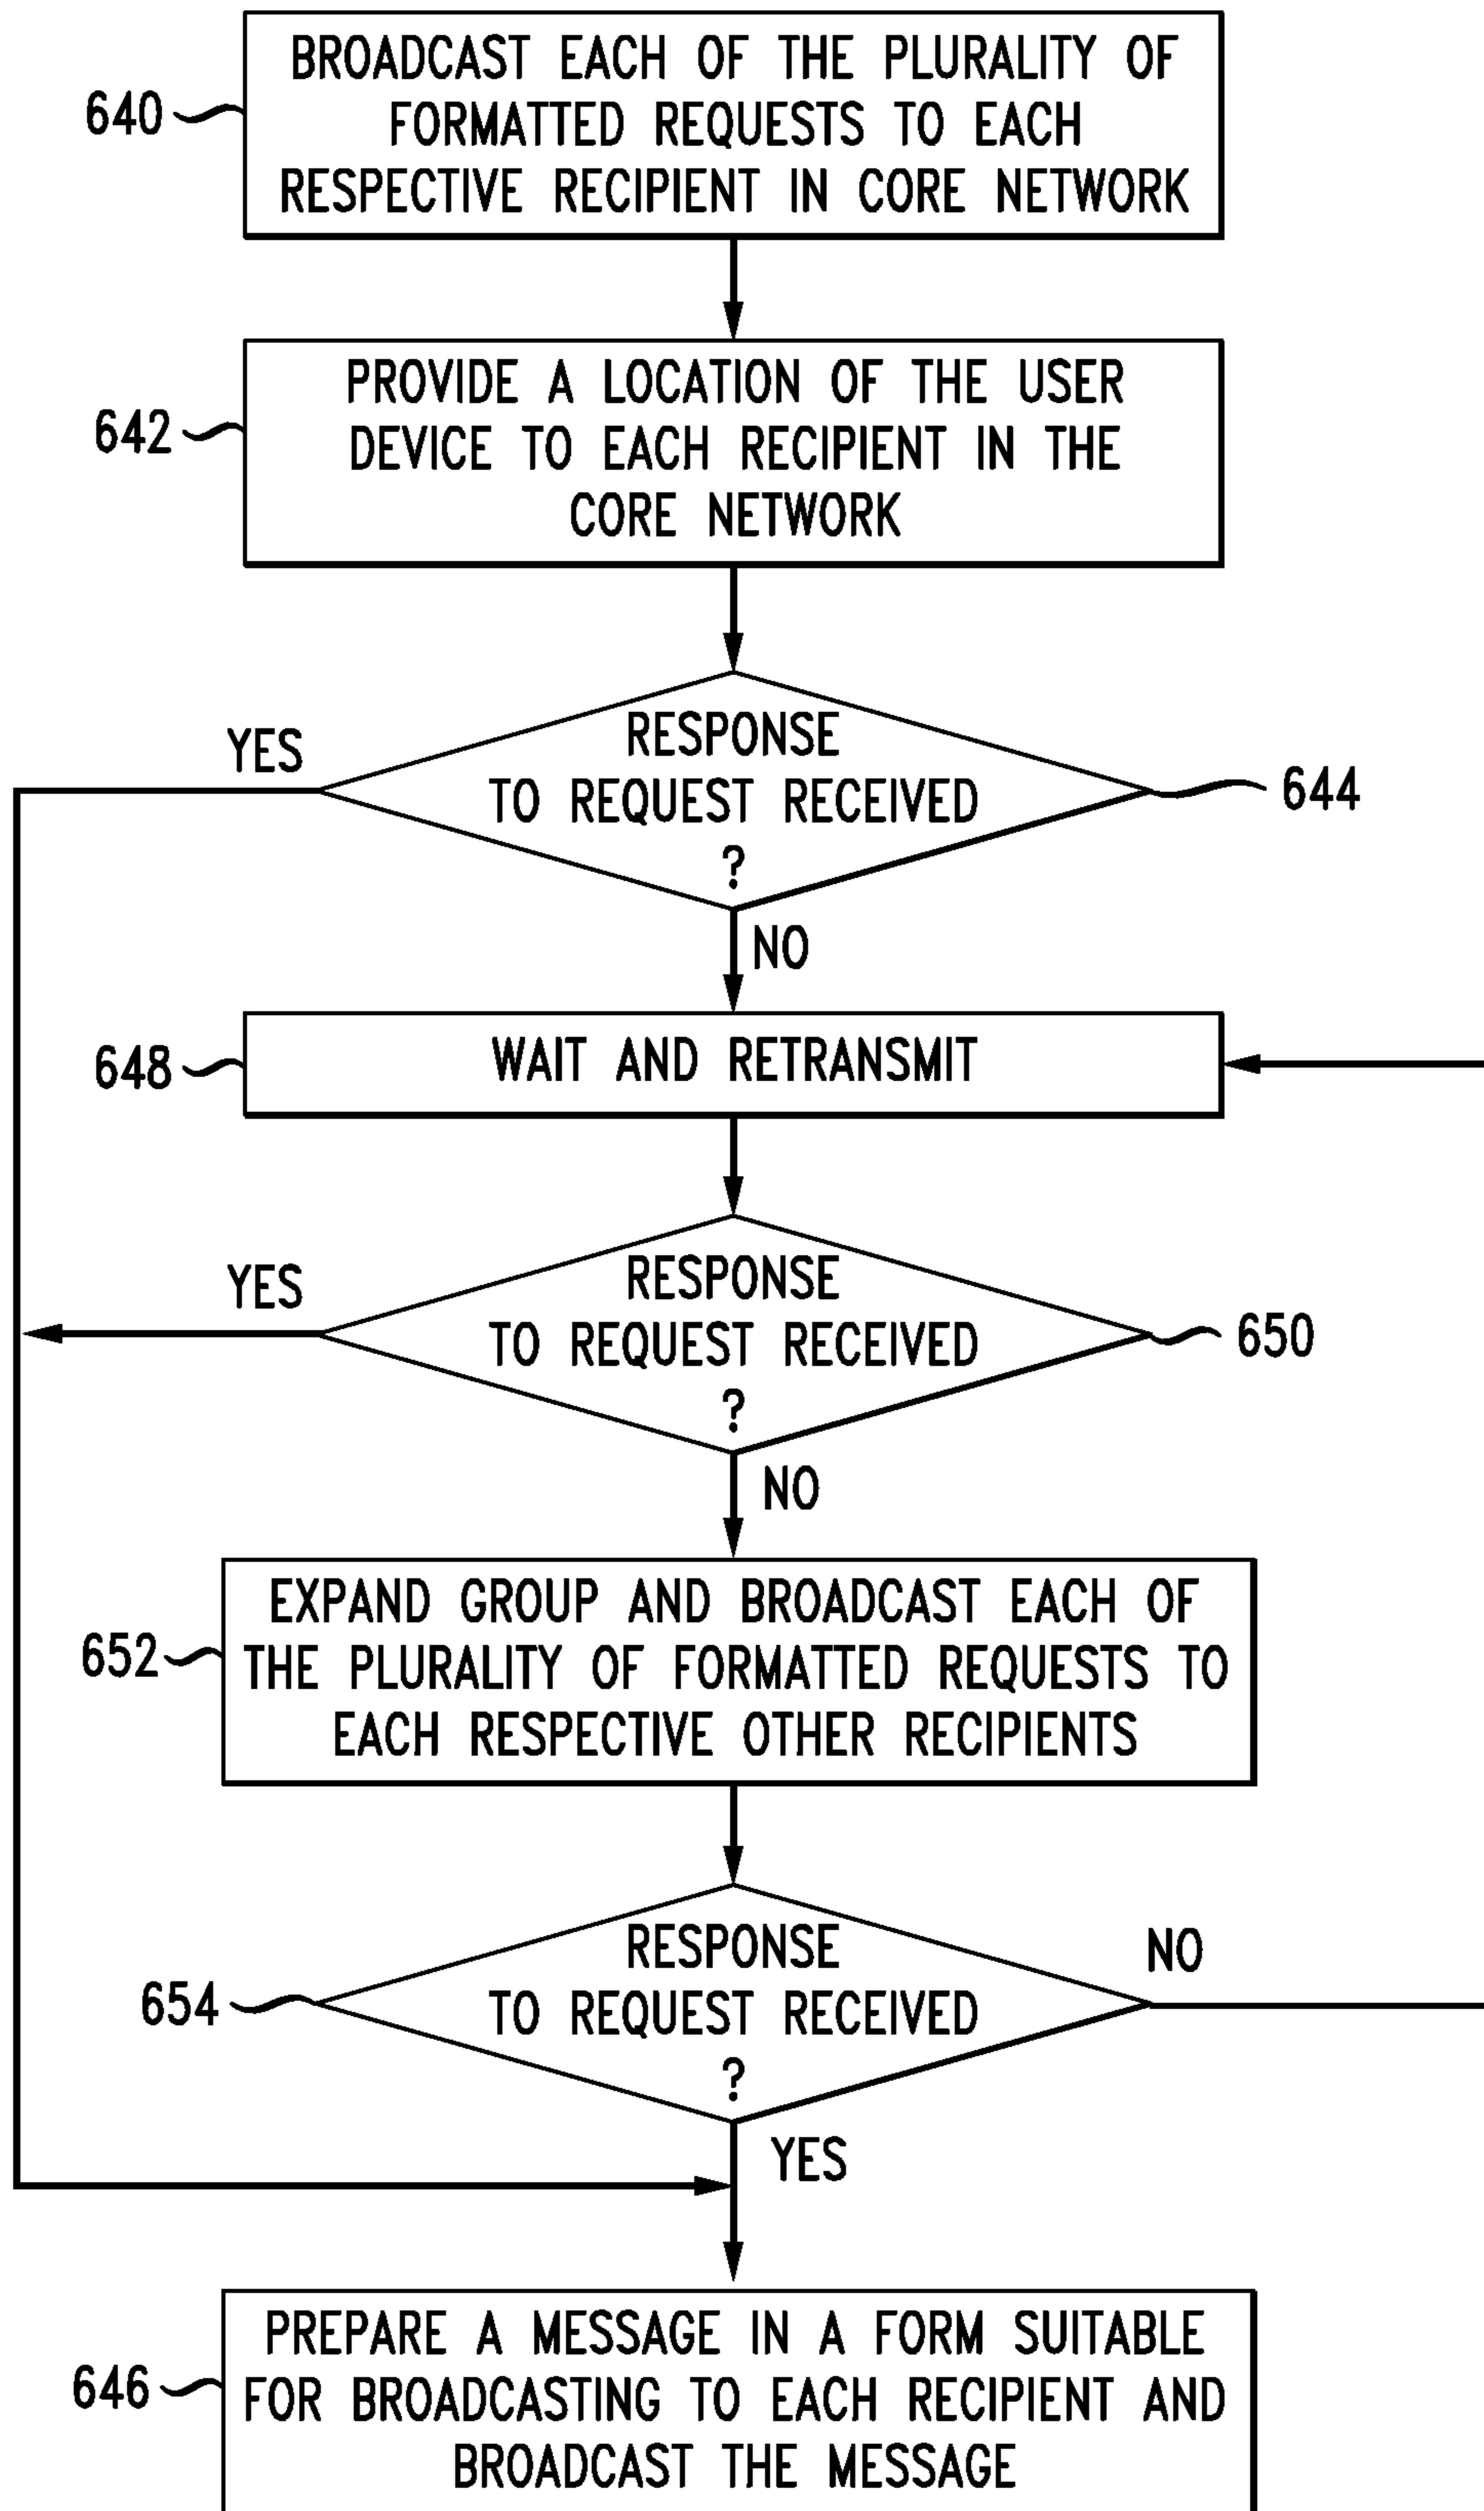 BROADCAST EACH OF THE PLURALITY OF
FORMATTED REQUESTS TO EACH
RESPECTIVE RECIPIENT IN CORE NETWORK
640
PROVIDE A LOCATION OF THE USER
DEVICE TO EACH RECIPIENT IN THE
CORE NETWORK
642
RESPONSE
TO REQUEST RECEIVED
?
YES
644
NO
WAIT AND RETRANSMIT
648
RESPONSE
TO REQUEST RECEIVED
?
YES
650
NO
EXPAND GROUP AND BROADCAST EACH OF
THE PLURALITY OF FORMATTED REQUESTS TO
EACH RESPECTIVE OTHER RECIPIENTS
652
RESPONSE
TO REQUEST RECEIVED
?
NO
654
YES
PREPARE A MESSAGE IN A FORM SUITABLE
FOR BROADCASTING TO EACH RECIPIENT AND
BROADCAST THE MESSAGE
646